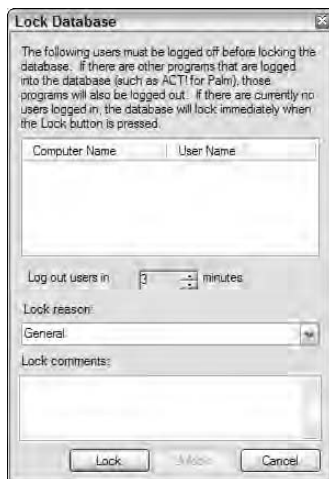 Lock Database
The following users must be logged off before locking the
database. If there are other programs that are logged
into the database (such as ACT! for Palm), those
programs will also be logged out. If there are currently no
users logged in, the database will lock immediately when
the Lock button is pressed.
Computer Name User Name
Log out users in 3 minutes
Lock reason:
General
Lock comments:
Lock Cancel